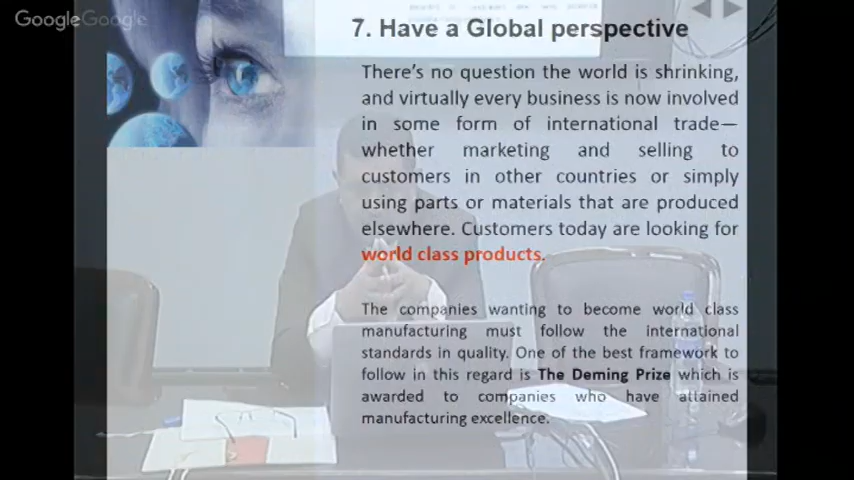 GoogleGoogle
7. Have a Global perspective
There’s no question the world is shrinking,
and virtually every business is now involved
in some form of international trade—
whether marketing and selling to
customers in other countries or simply
using parts or materials that are produced
elsewhere. Customers today are looking for
world class products.
The companies wanting to become world class
manufacturing must follow the international
standards in quality. One of the best framework to
follow in this regard is The Deming Prize which is
awarded to companies who have attained
manufacturing excellence.